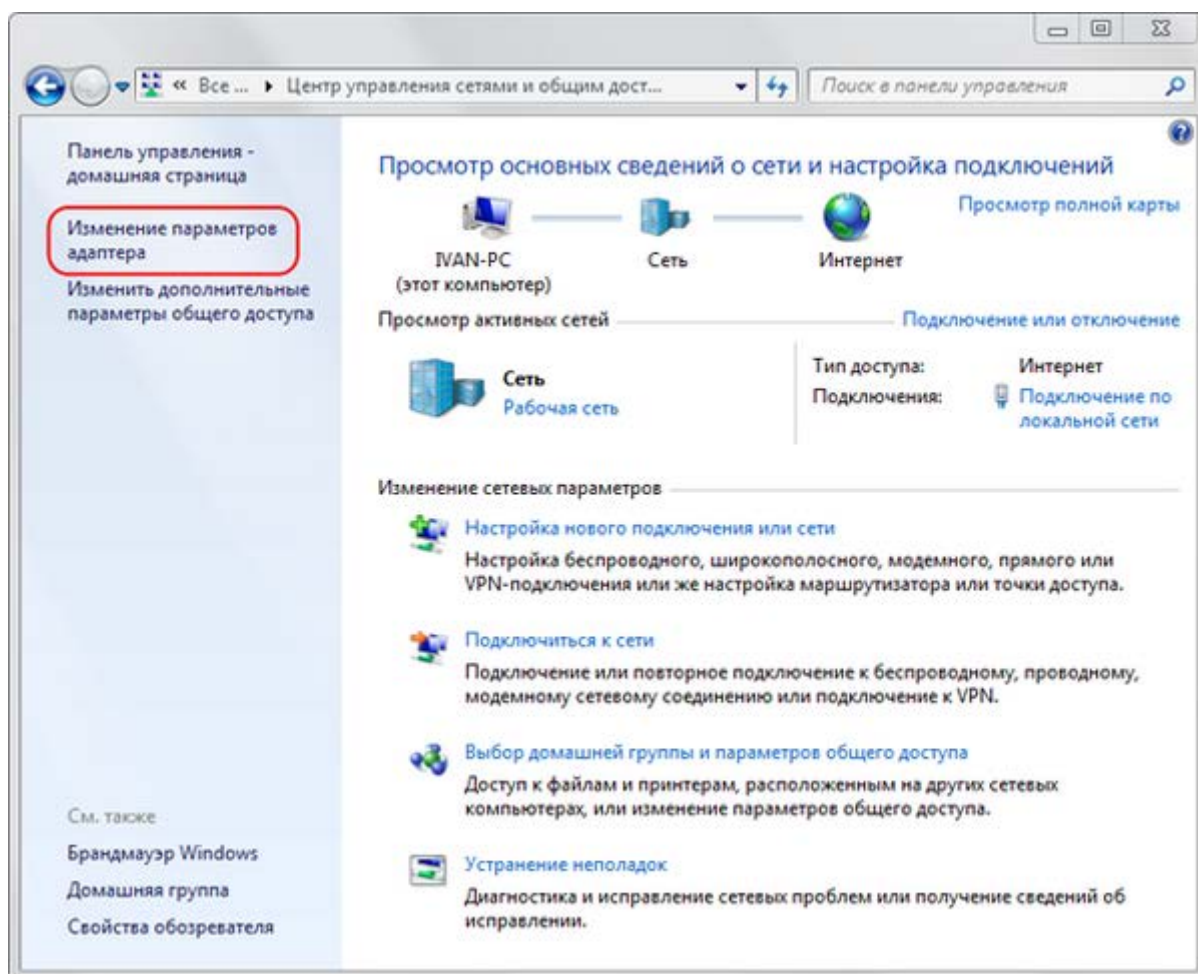 « Все ... ▸ Центр управления сетями и общим дост...
Поиск в панели управления
Панель управления -
домашняя страница
Изменение параметров
адаптера
Изменить дополнительные
параметры общего доступа
См. также
Брандмауэр Windows
Домашняя группа
Свойства обозревателя
Просмотр основных сведений о сети и настройка подключений
Просмотр полной карты
IVAN-PC
(этот компьютер)
Сеть
Интернет
Просмотр активных сетей
Подключение или отключение
Сеть
Рабочая сеть
Тип доступа: Интернет
Подключения: Подключение по
локальной сети
Изменение сетевых параметров
Настройка нового подключения или сети
Настройка беспроводного, широкополосного, модемного, прямого или
VPN-подключения или же настройка маршрутизатора или точки доступа.
Подключиться к сети
Подключение или повторное подключение к беспроводному, проводному,
модемному сетевому соединению или подключение к VPN.
Выбор домашней группы и параметров общего доступа
Доступ к файлам и принтерам, расположенным на других сетевых
компьютерах, или изменение параметров общего доступа.
Устранение неполадок
Диагностика и исправление сетевых проблем или получение сведений об
исправлении.